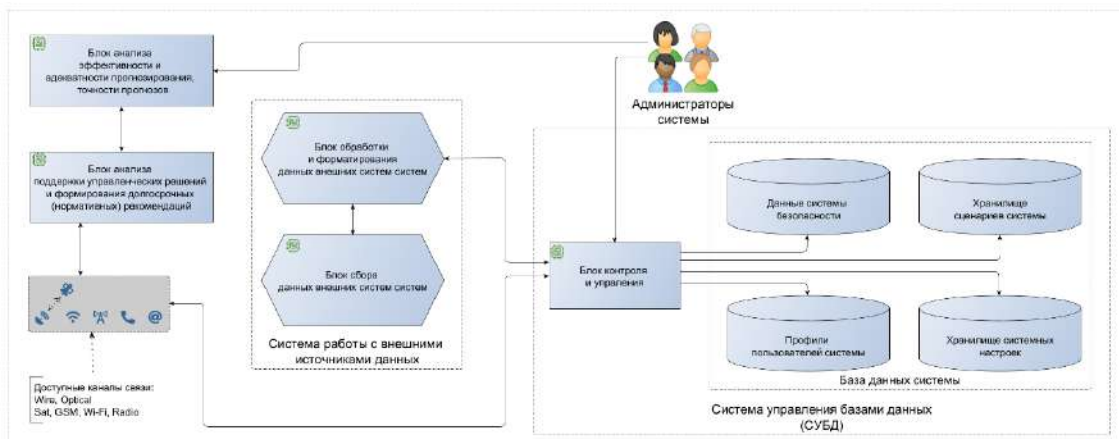 Блок анализа
эффективности и
адекватности прогнозирования,
точности прогнозов
Администраторы
системы
Блок анализа
поддержки управленческих решений
и формирования долгосрочных
(нормативных) рекомендаций
Блок обработки
и форматирования
данных внешних систем систем
Блок сбора
данных внешних систем систем
Система работы с внешними
источниками данных
Доступные каналы связи:
Wire, Optical
Sat, GSM, Wi-Fi, Radio
Блок контроля
и управления
Данные системы
безопасности
Хранилище
сценариев системы
Профили
пользователей системы
Хранилище системных
настроек
База данных системы
Система управления базами данных
(СУБД)